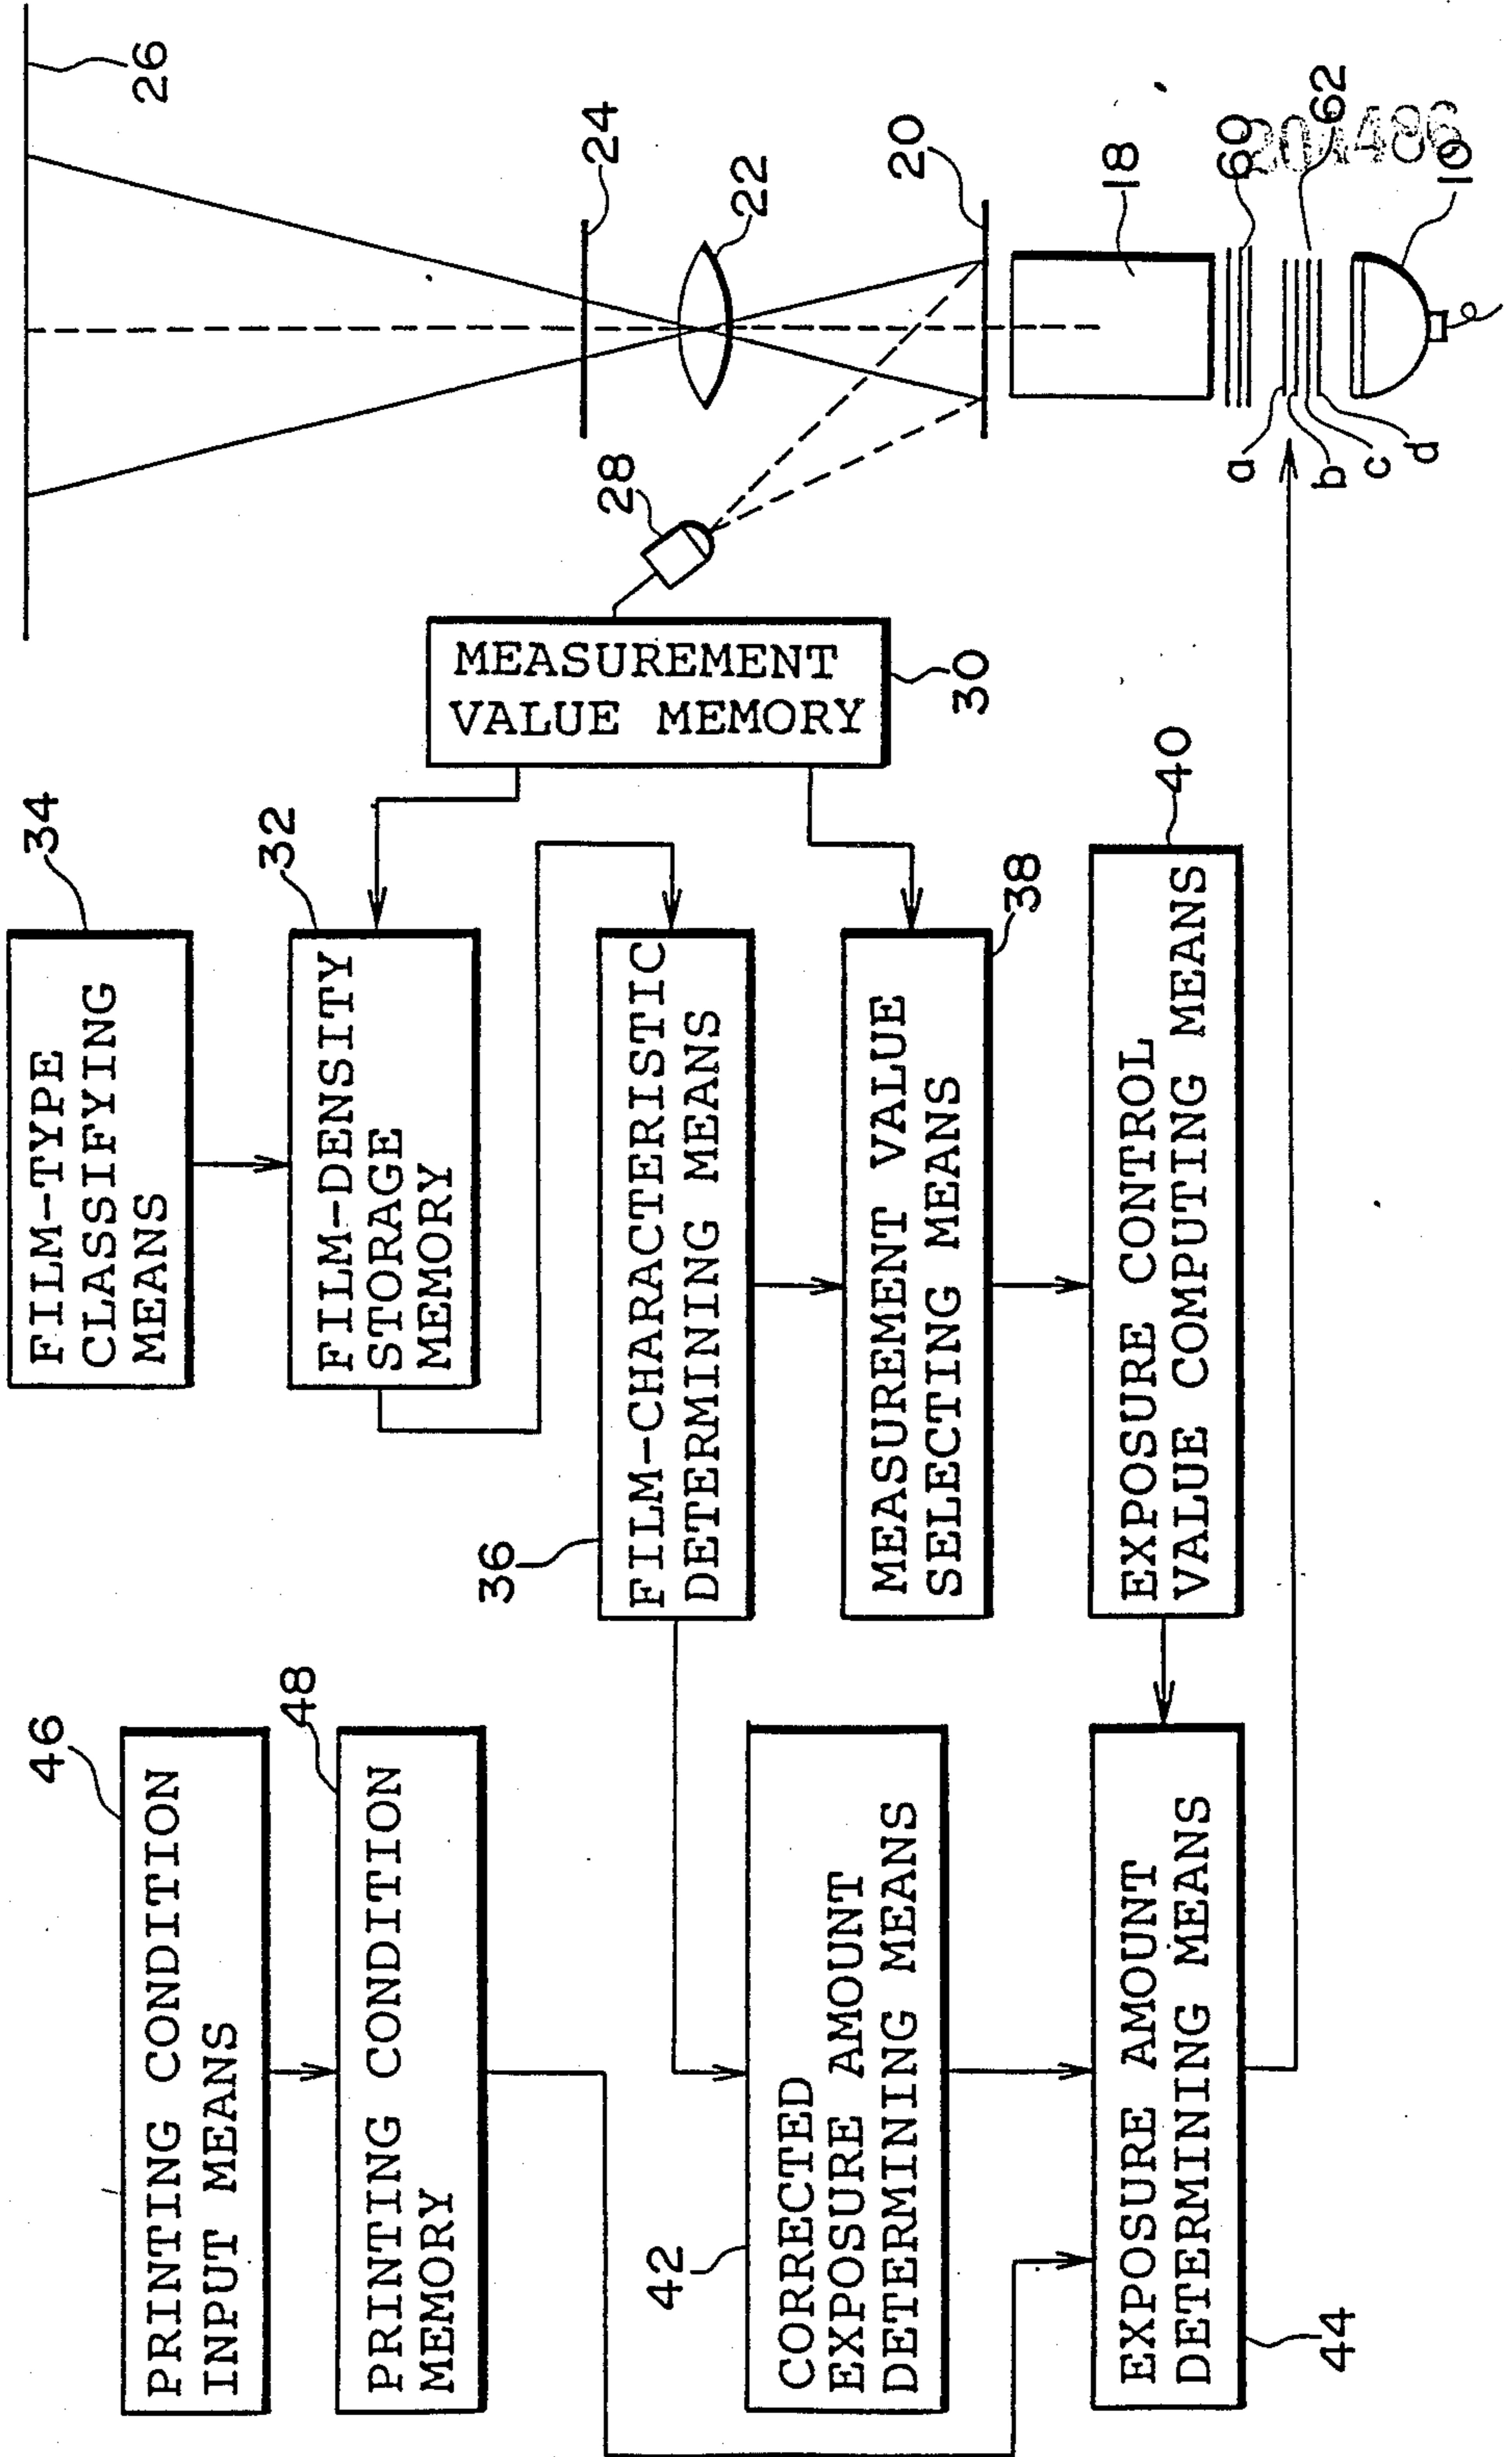 46
PRINTING CONDITION
INPUT MEANS
48
PRINTING CONDITION
MEMORY
34
FILM-TYPE
CLASSIFYING
MEANS
32
FILM-DENSITY
STORAGE
MEMORY
36
FILM-CHARACTERISTIC
DETERMINING MEANS
MEASUREMENT
VALUE MEMORY
30
42
CORRECTED
EXPOSURE AMOUNT
DETERMINING MEANS
MEASUREMENT VALUE
SELECTING MEANS
38
EXPOSURE AMOUNT
DETERMINING MEANS
44
EXPOSURE CONTROL
VALUE COMPUTING MEANS
40
26
24
22
28
20
18
60
a
b
c
d
62
10